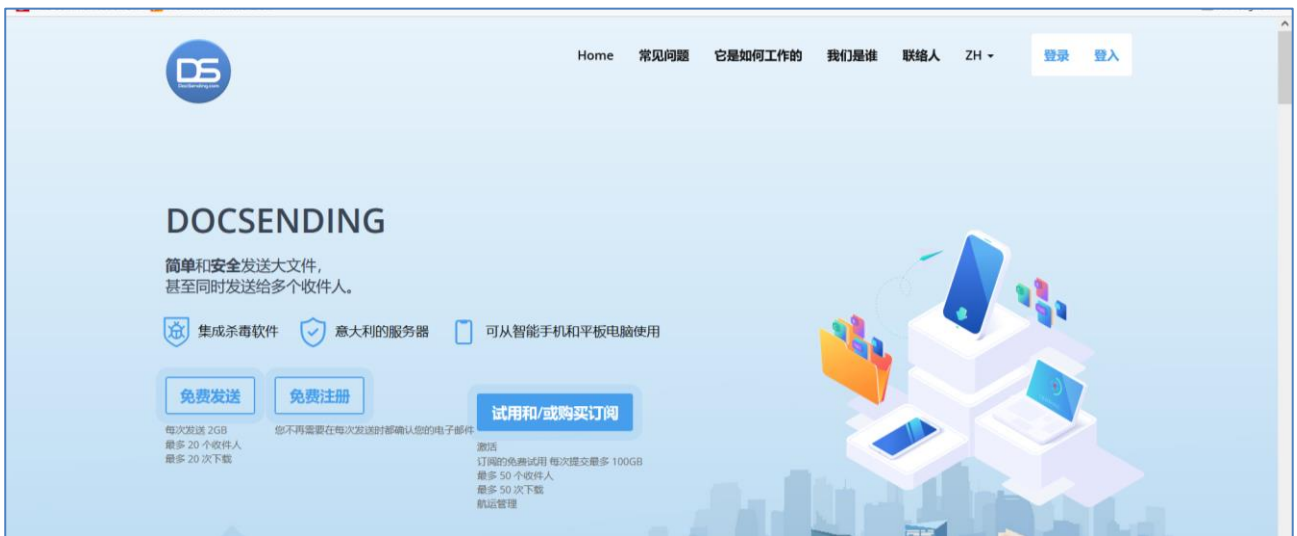 DS
DocSending.com
Home 常见问题 它是如何工作的 我们是谁 联络人 ZH 登录 登入
DOCSENDING
简单和安全发送大文件，
甚至同时发送给多个收件人。
集成杀毒软件 意大利的服务器 可从智能手机和平板电脑使用
免费发送 免费注册 试用和/或购买订阅
每次发送 2GB
最多 20 个收件人
最多 20 次下载
您不再需要在每次发送时都确认您的电子邮件
激活
订阅的免费试用 每次提交最多 100GB
最多 50 个收件人
最多 50 次下载
航运管理